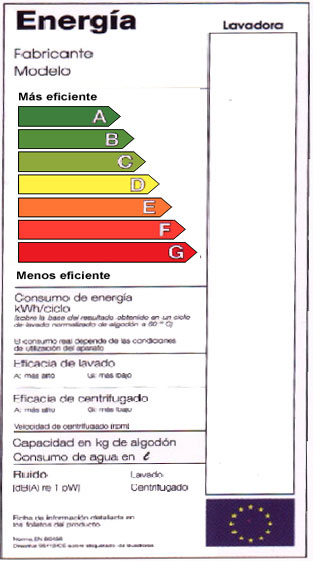 Energía
Lavadora
Fabricante
Modelo
Más eficiente
A
B
C
D
E
F
G
Menos eficiente
Consumo de energía
kWh/ciclo
(sobre la base del resultado obtenido en un ciclo
de lavado normalizado de algodón a 60 °C)
El consumo real depende de las condiciones
de utilización del aparato
Eficacia de lavado
A: más alto G: más bajo
Eficacia de centrifugado
A: más alto G: más bajo
Velocidad de centrifugado (rpm)
Capacidad en kg de algodón
Consumo de agua en ℓ
Ruido Lavado
[dB(A) re 1 pW] Centrifugado
Ficha de información detallada en
los folletos del producto
Norma EN 60456
Directiva 95/12/CE sobre etiquetado de lavadoras